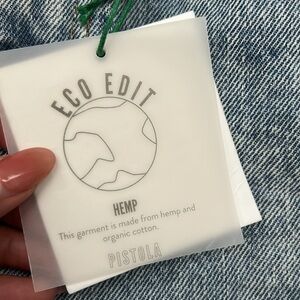 ECO EDIT
HEMP
This garment is made from hemp and
organic cotton.
PISTOLA